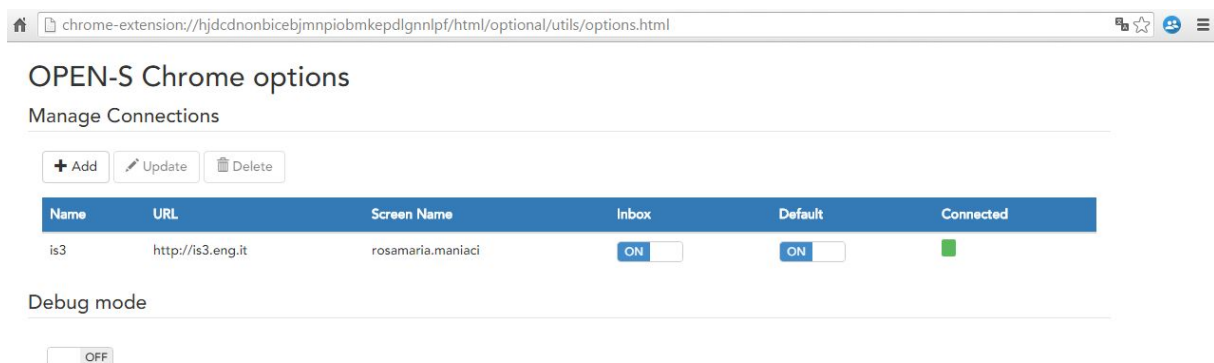 chrome-extension://hjdcdnonbicebjmnpiobmkepdlgnnlpf/html/optional/utils/options.html
OPEN-S Chrome options
Manage Connections
Add Update Delete
Name URL Screen Name Inbox Default Connected
is3 http://is3.eng.it rosamaria.maniaci ON ON
Debug mode
OFF